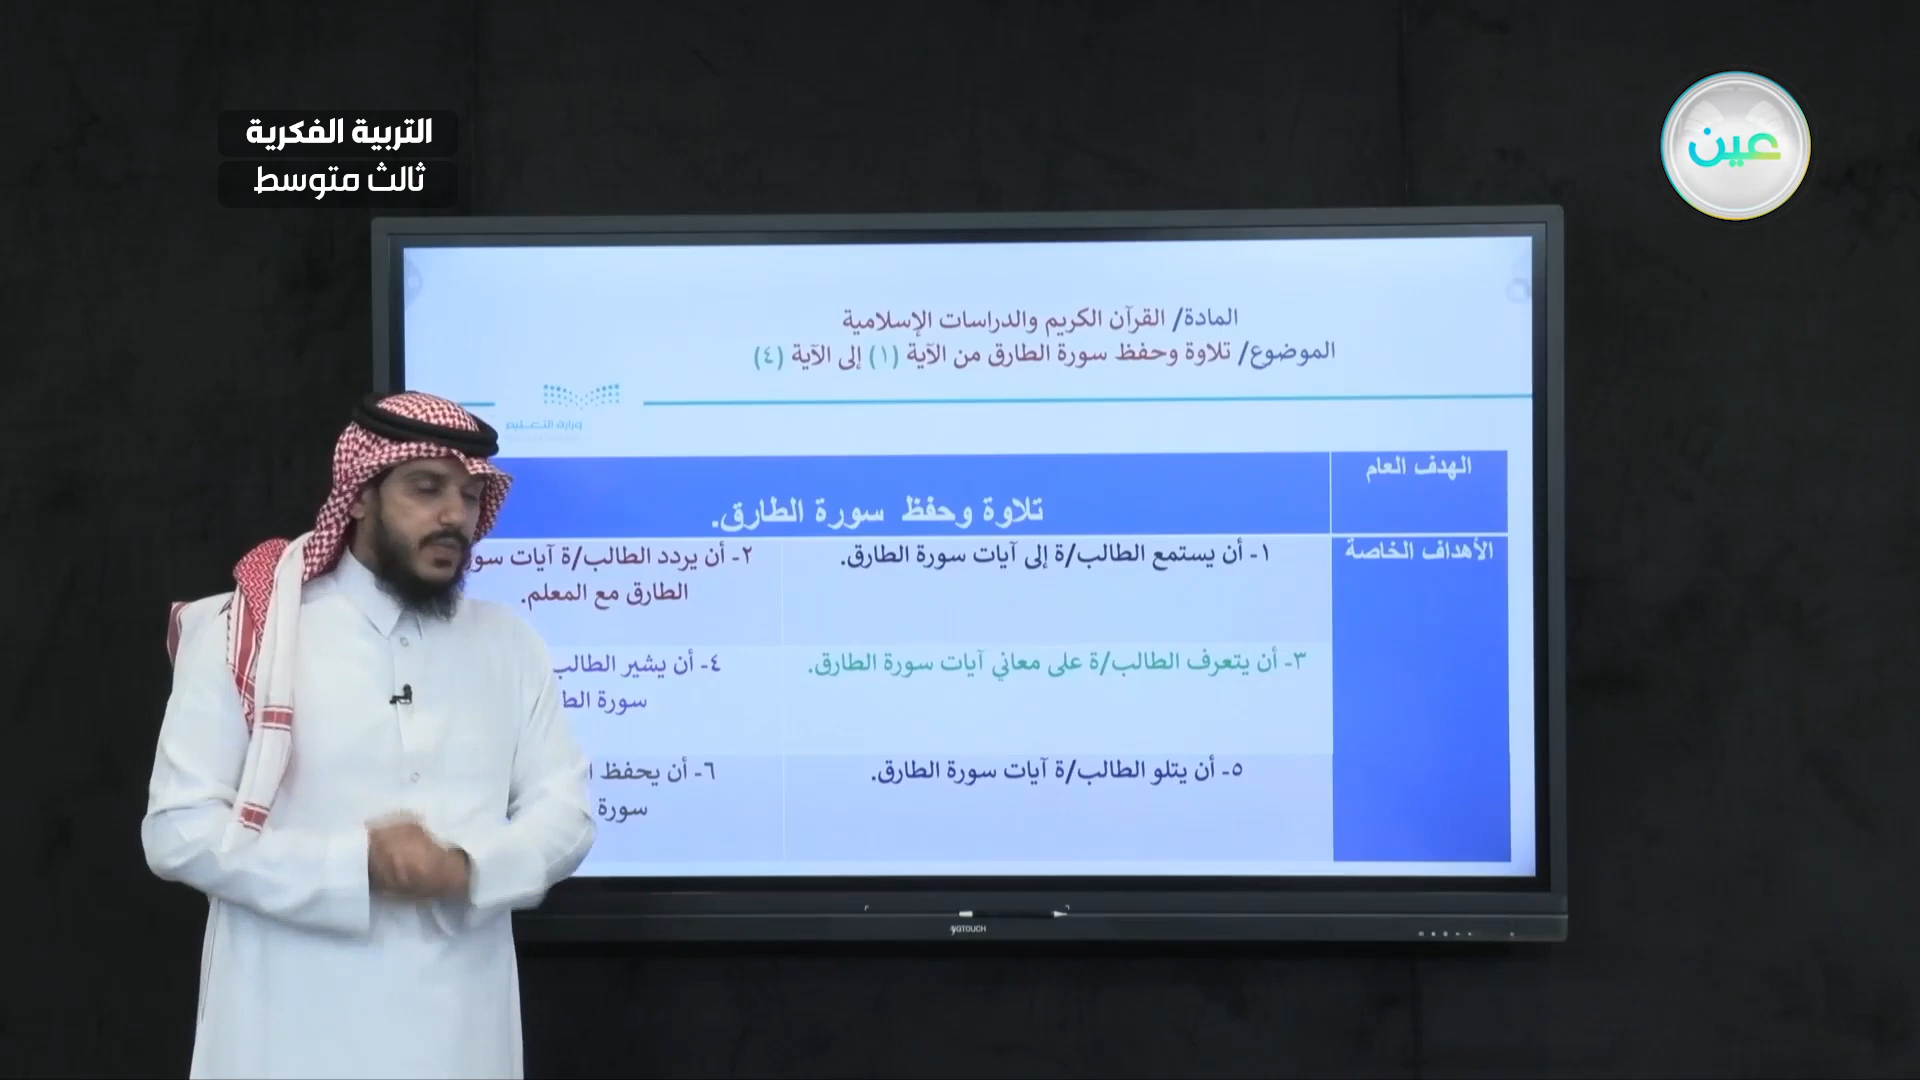 التربية الفكرية
ثالث متوسط
عين
المادة/ القرآن الكريم والدراسات الإسلامية
الموضوع/ تلاوة وحفظ سورة الطارق من الآية (١) إلى الآية (٤)
وزارة التعليم
الهدف العام
تلاوة وحفظ سورة الطارق.
الأهداف الخاصة
١- أن يستمع الطالب/ة إلى آيات سورة الطارق.
٢- أن يردد الطالب/ة آيات
الطارق مع المعلم.
٣- أن يتعرف الطالب/ة على معاني آيات سورة الطارق.
٤- أن يشير الطالب
سورة
٥- أن يتلو الطالب/ة آيات سورة الطارق.
٦- أن يحفظ
سورة
QTOUCH